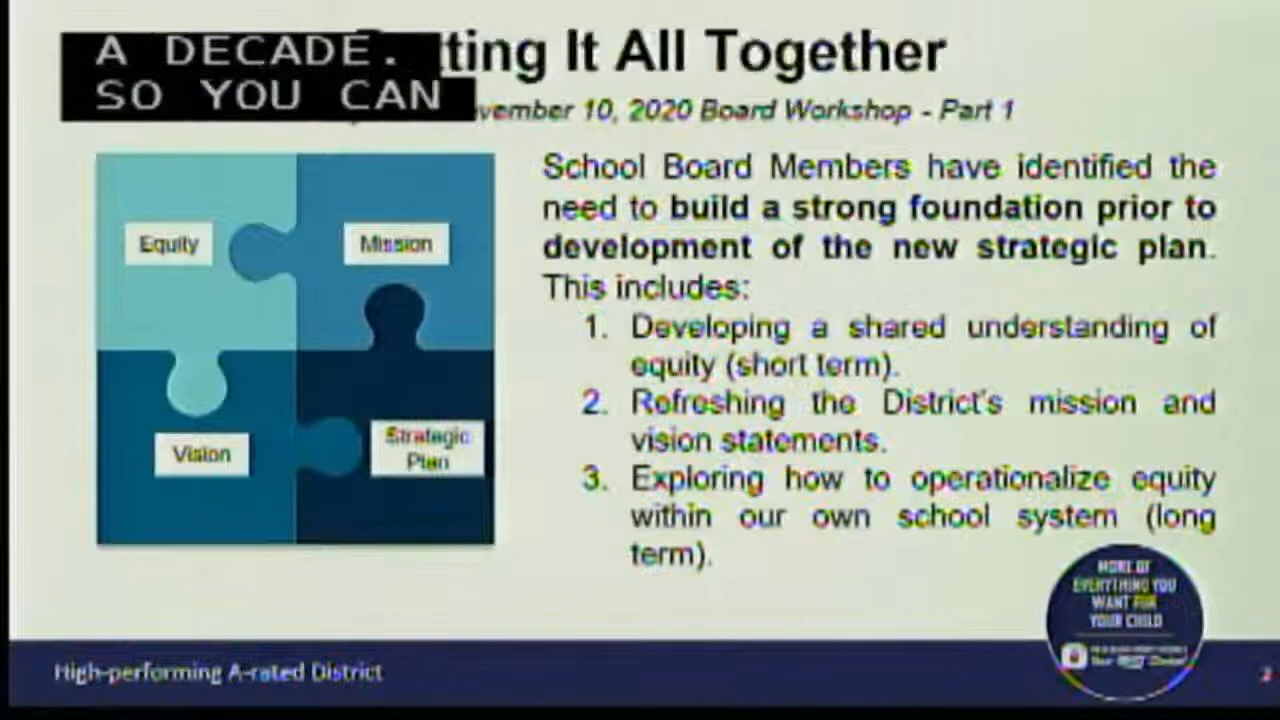 A DECADE.
SO YOU CAN
tting It All Together
vember 10, 2020 Board Workshop - Part 1
Equity
Mission
Vision
Strategic
Plan
School Board Members have identified the
need to build a strong foundation prior to
development of the new strategic plan.
This includes:
1. Developing a shared understanding of
equity (short term).
2. Refreshing the District's mission and
vision statements.
3. Exploring how to operationalize equity
within our own school system (long
term).
MORE OF
EVERYTHING YOU
WANT FOR
YOUR CHILD
Your BEST Choice!
High-performing A-rated District
2